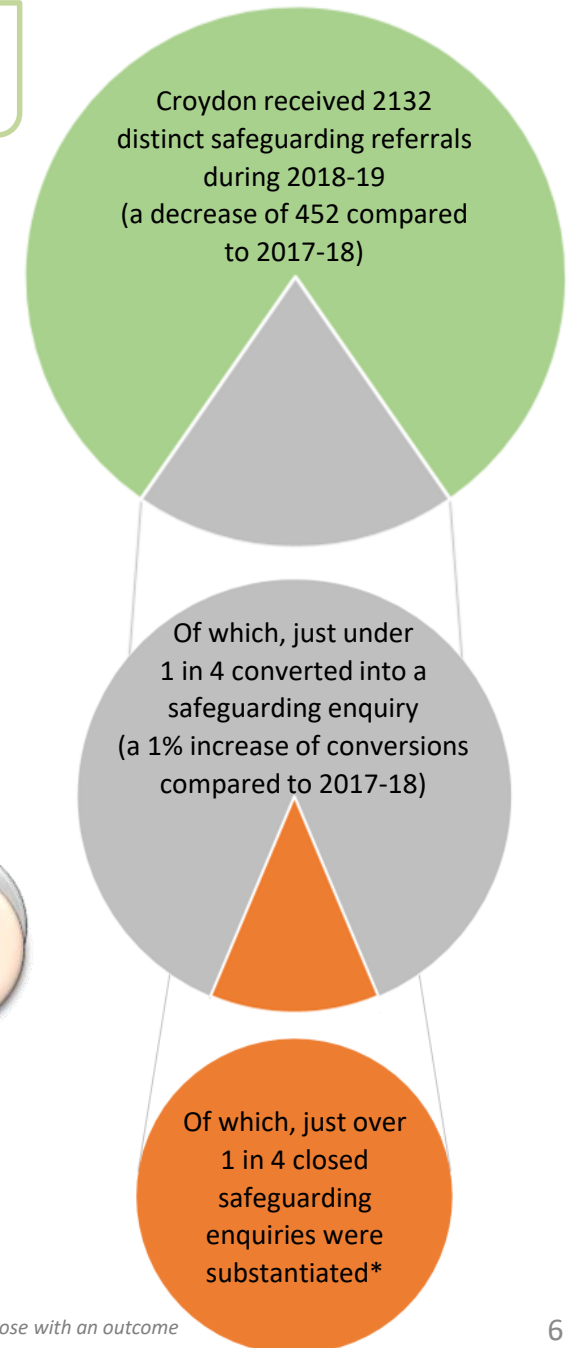 Croydon received 2132
distinct safeguarding referrals
during 2018-19
(a decrease of 452 compared
to 2017-18)
Of which, just under
1 in 4 converted into a
safeguarding enquiry
(a 1% increase of conversions
compared to 2017-18)
Of which, just over
1 in 4 closed
safeguarding
enquiries were
substantiated*
ose with an outcome
6